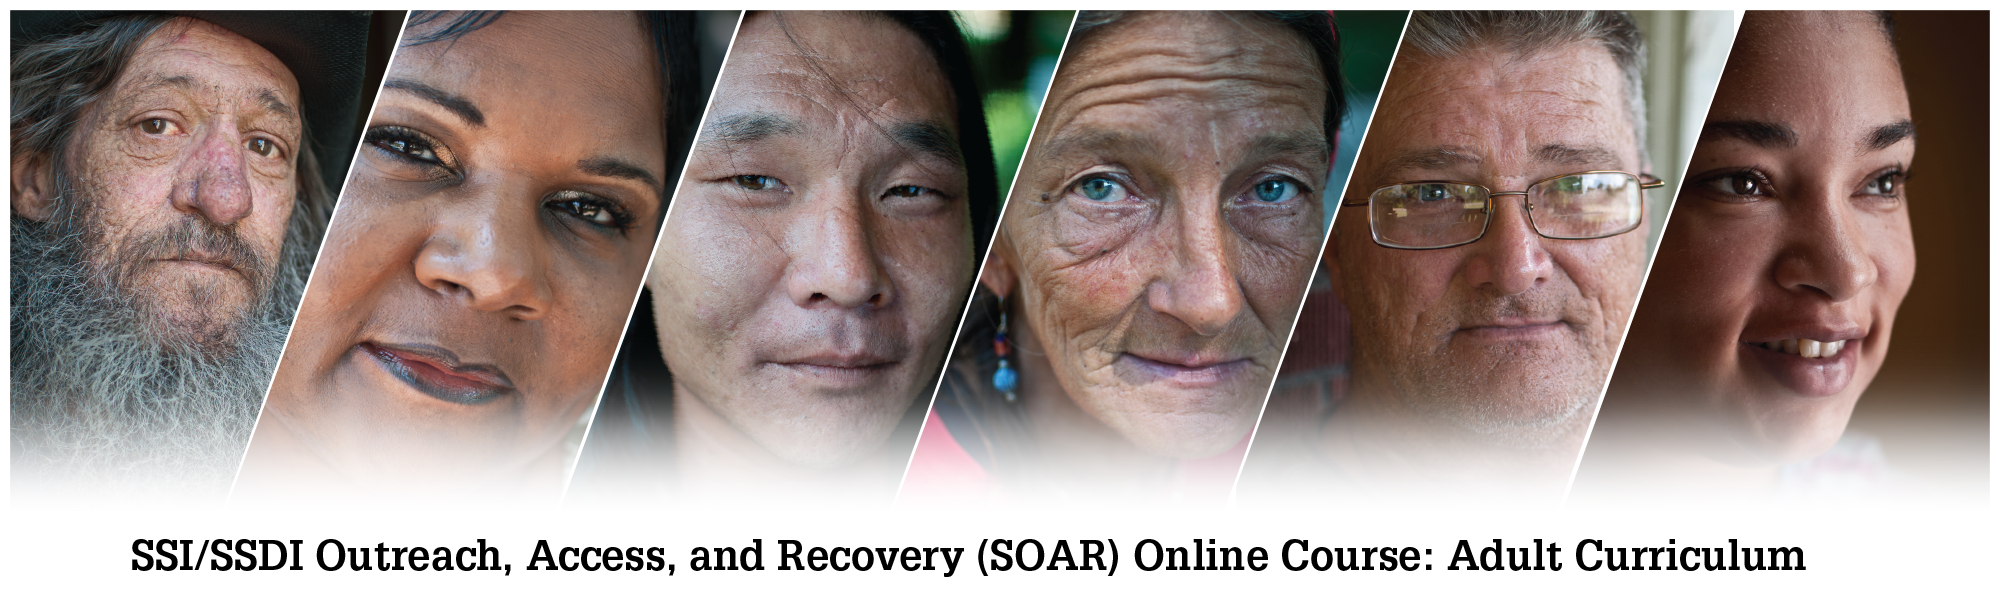 SSI/SSDI Outreach, Access, and Recovery (SOAR) Online Course: Adult Curriculum